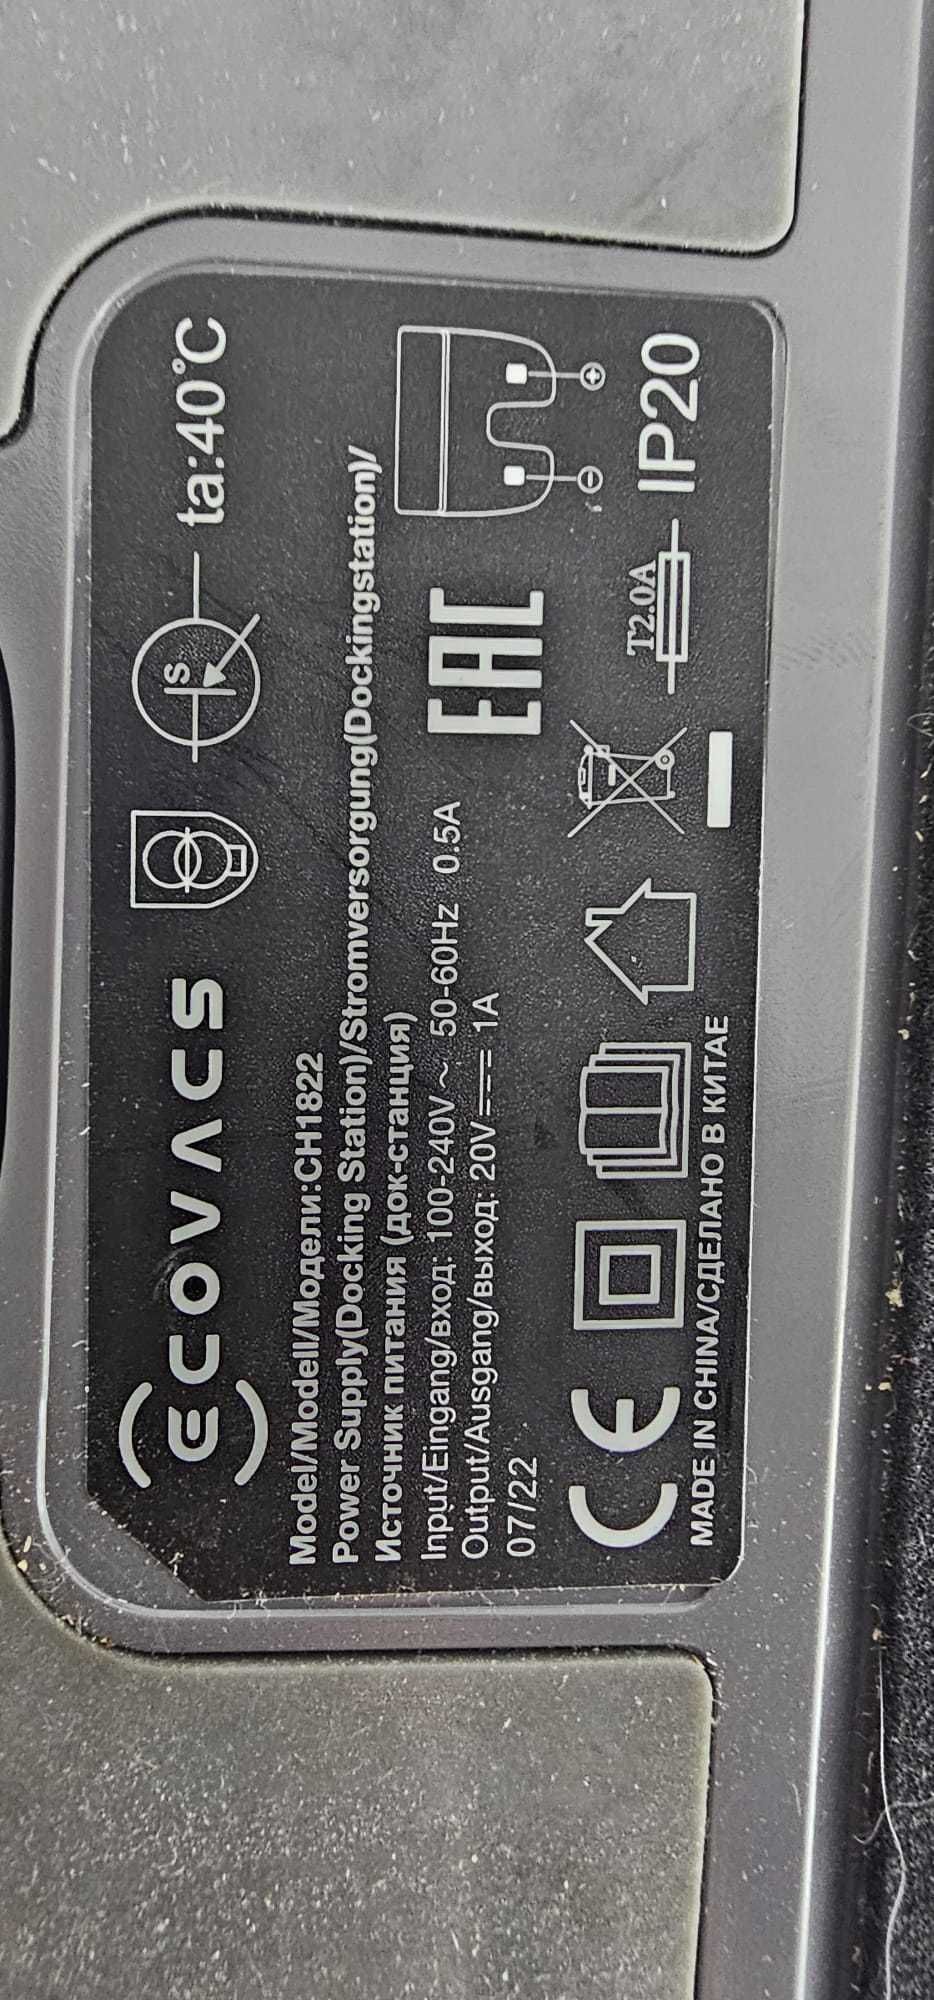 ECOVACS
S
ta:40°C
Model/Modell/Модели:CH1822
Power Supply(Docking Station)/Stromversorgung(Dockingstation)/
Источник питания (док-станция)
Input/Eingang/вход: 100-240V ~ 50-60Hz 0.5A
Output/Ausgang/выход: 20V ⎓ 1A
07/22
EAC
CE
T2.0A
IP20
MADE IN CHINA/СДЕЛАНО В КИТАЕ